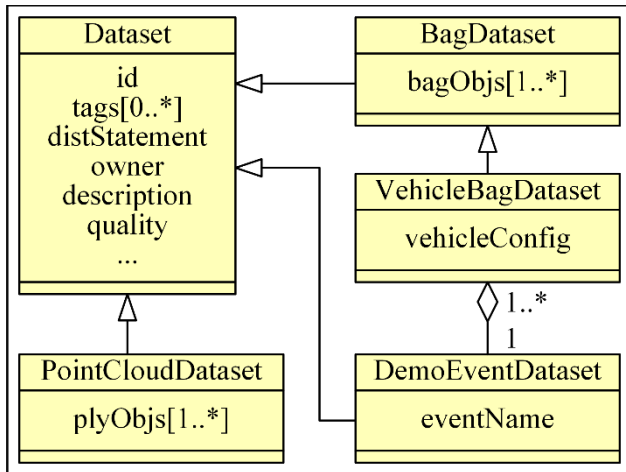 Dataset
id
tags[0..*]
distStatement
owner
description
quality
...
BagDataset
bagObjs[1..*]
VehicleBagDataset
vehicleConfig
1..*
1
PointCloudDataset
plyObjs[1..*]
DemoEventDataset
eventName